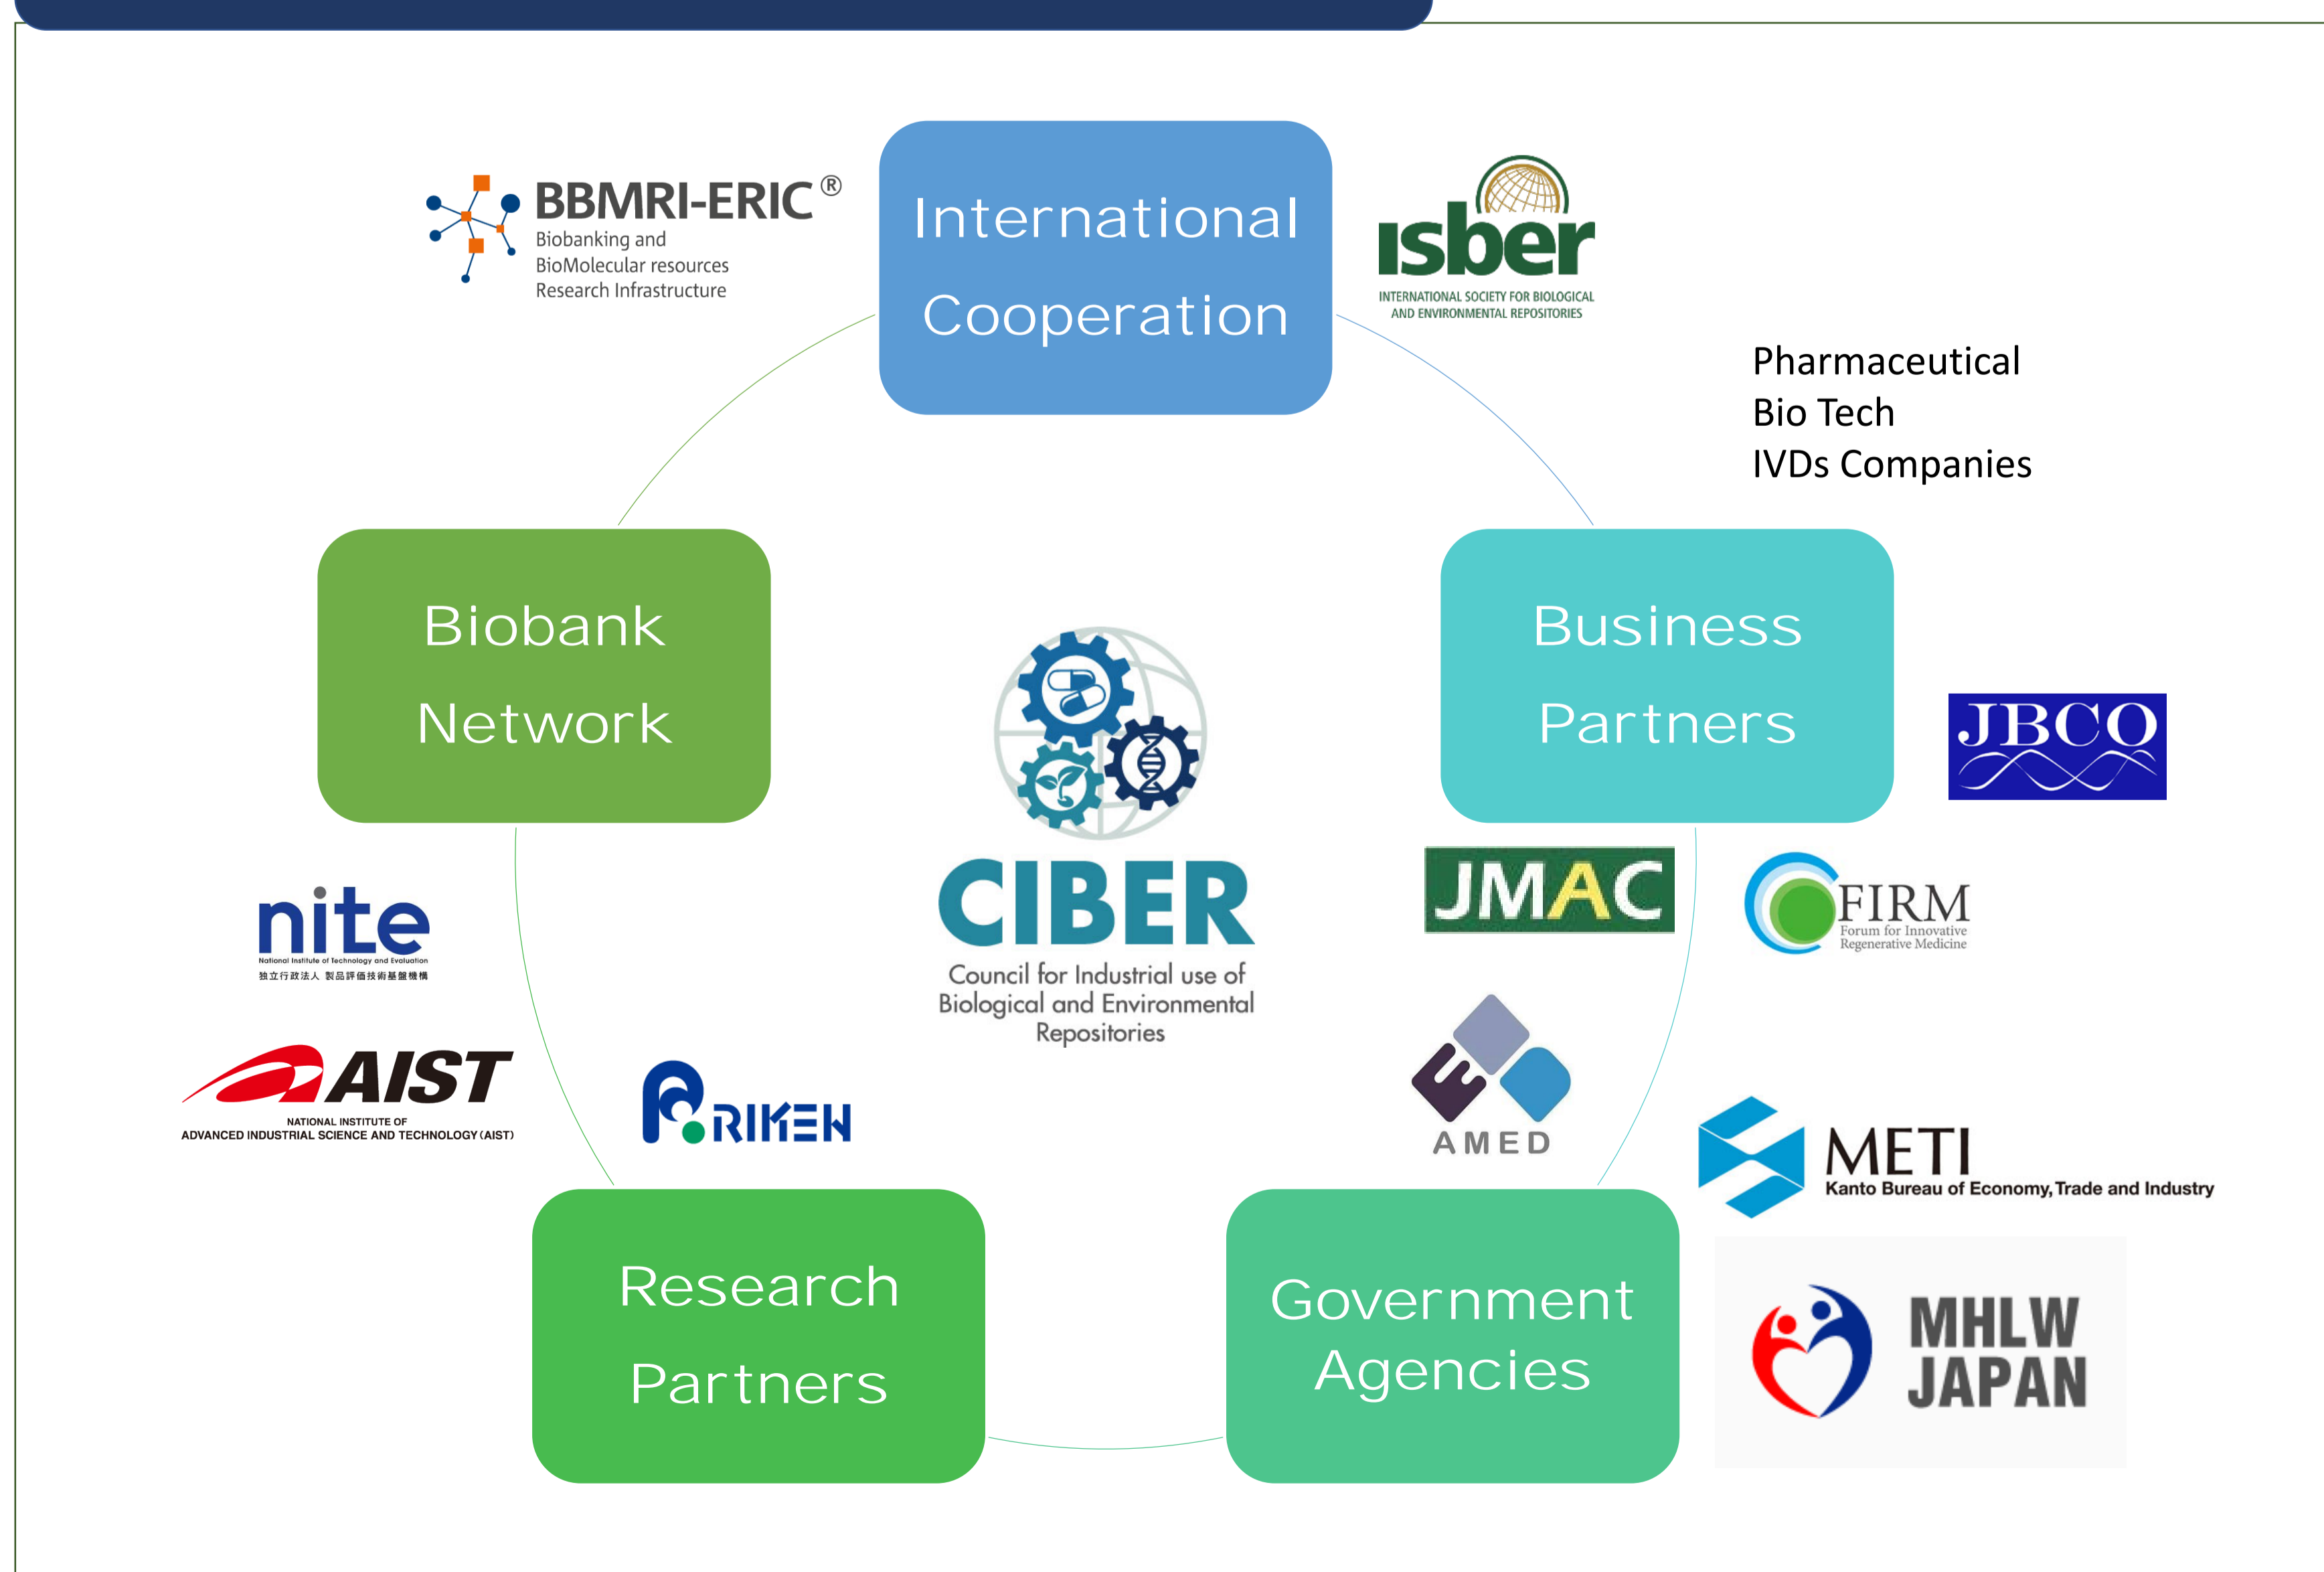 BBMRI-ERIC®
Biobanking and
BioMolecular resources
Research Infrastructure
International
Cooperation
ısber
INTERNATIONAL SOCIETY FOR BIOLOGICAL
AND ENVIRONMENTAL REPOSITORIES
Pharmaceutical
Bio Tech
IVDs Companies
Biobank
Network
Business
Partners
JBCO
CIBER
Council for Industrial use of
Biological and Environmental
Repositories
JMAC
FIRM
Forum for Innovative
Regenerative Medicine
nite
National Institute of Technology and Evaluation
独立行政法人 製品評価技術基盤機構
AIST
NATIONAL INSTITUTE OF
ADVANCED INDUSTRIAL SCIENCE AND TECHNOLOGY (AIST)
RIKEN
AMED
METI
Kanto Bureau of Economy, Trade and Industry
Research
Partners
Government
Agencies
MHLW
JAPAN